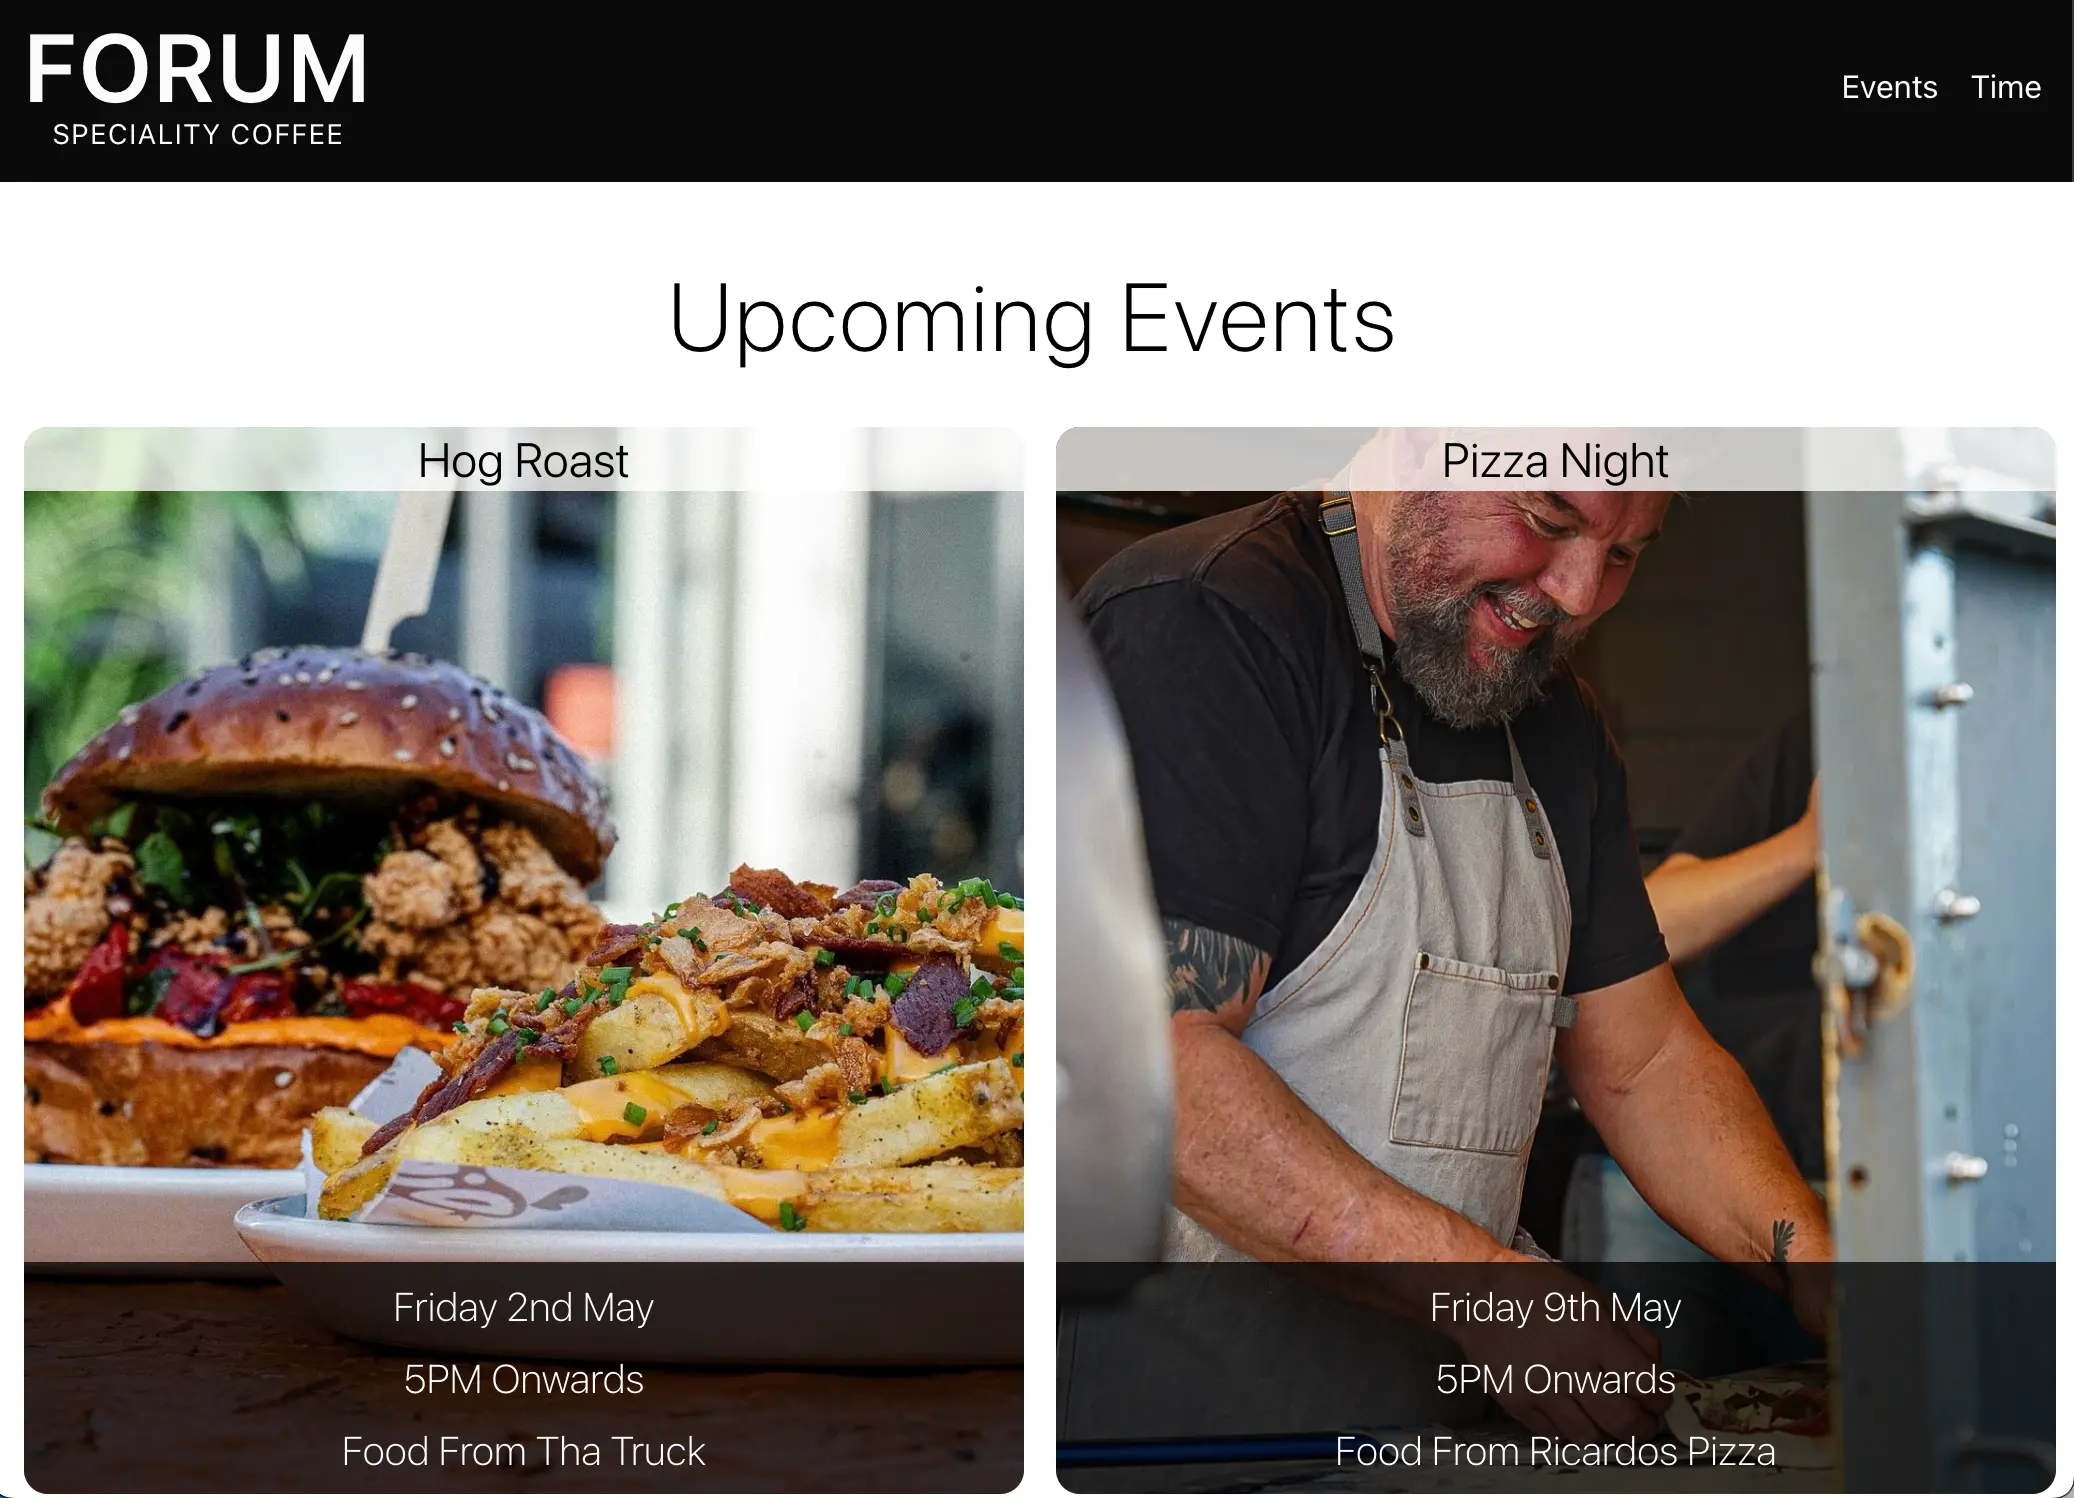 FORUM
SPECIALITY COFFEE
Events
Time
Upcoming Events
Hog Roast
Friday 2nd May
5PM Onwards
Food From Tha Truck
Pizza Night
Friday 9th May
5PM Onwards
Food From Ricardos Pizza